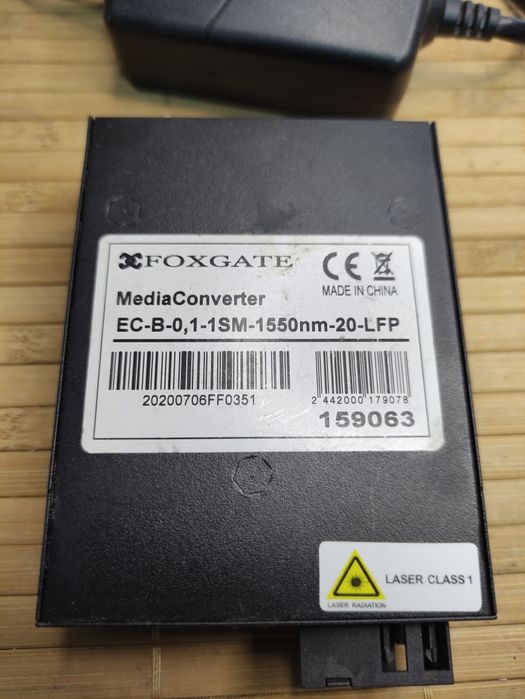 FOXGATE
CE
MADE IN CHINA
MediaConverter
EC-B-0,1-1SM-1550nm-20-LFP
20200706FF0351
2 442000 179078
159063
LASER CLASS 1
LASER RADIATION